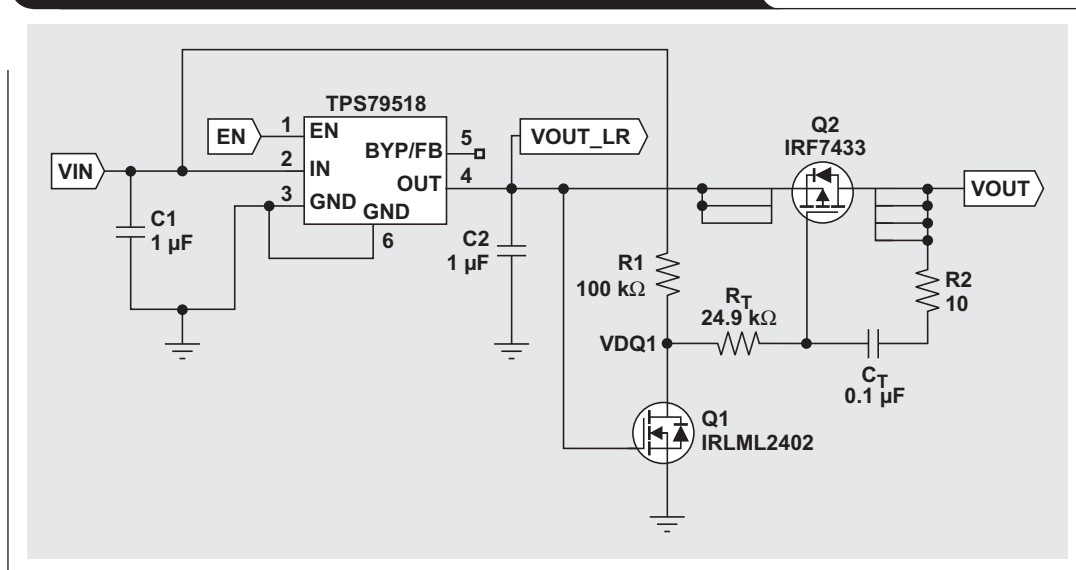 TPS79518
EN
1
EN
BYP/FB
5
VOUT_LR
Q2
IRF7433
VIN
2
IN
OUT
4
VOUT
3
GND
GND
6
C1
1 µF
C2
1 µF
R1
100 kΩ
RT
24.9 kΩ
R2
10
VDQ1
CT
0.1 µF
Q1
IRLML2402